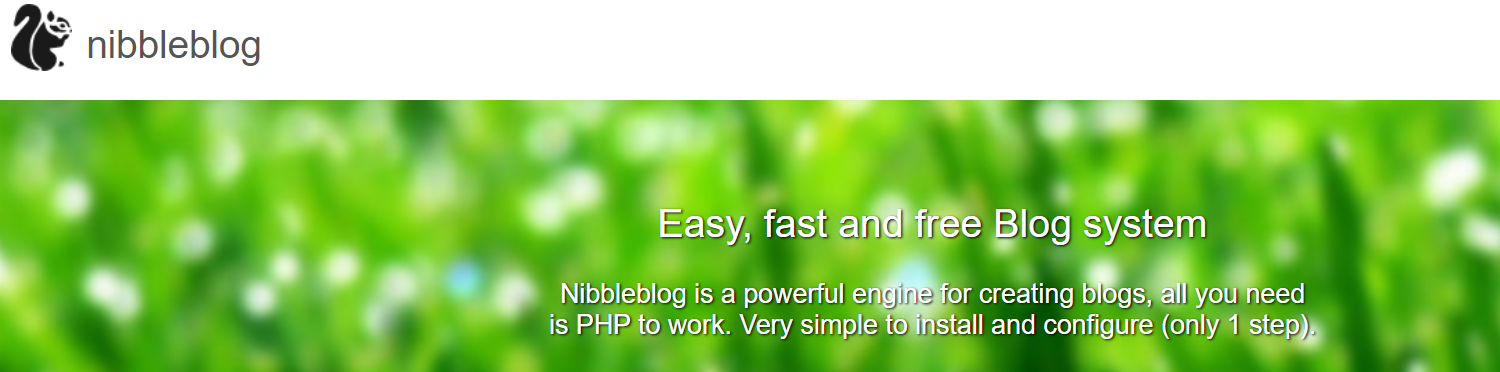 nibbleblog
Easy, fast and free Blog system
Nibbleblog is a powerful engine for creating blogs, all you need
is PHP to work. Very simple to install and configure (only 1 step).